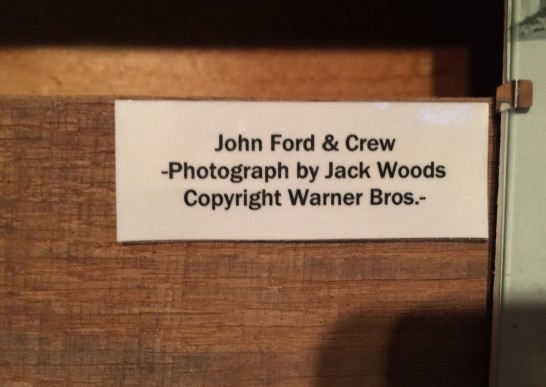 John Ford & Crew
-Photograph by Jack Woods
Copyright Warner Bros.-